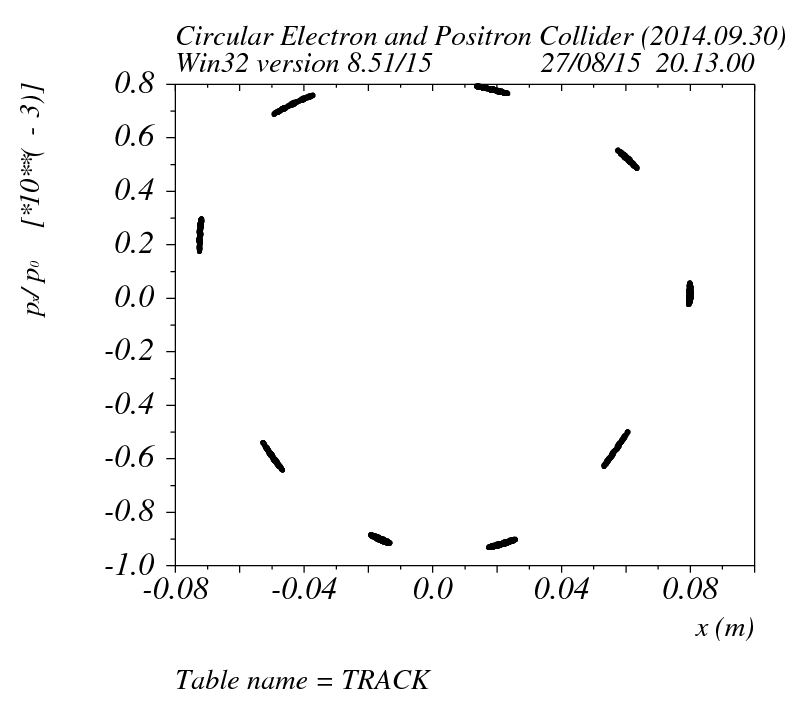 Circular Electron and Positron Collider (2014.09.30)
Win32 version 8.51/15 27/08/15 20.13.00
0.8
0.6
0.4
0.2
0.0
-0.2
-0.4
-0.6
-0.8
-1.0
pₓ/p₀ [*10**( - 3)]
-0.08 -0.04 0.0 0.04 0.08
x (m)
Table name = TRACK